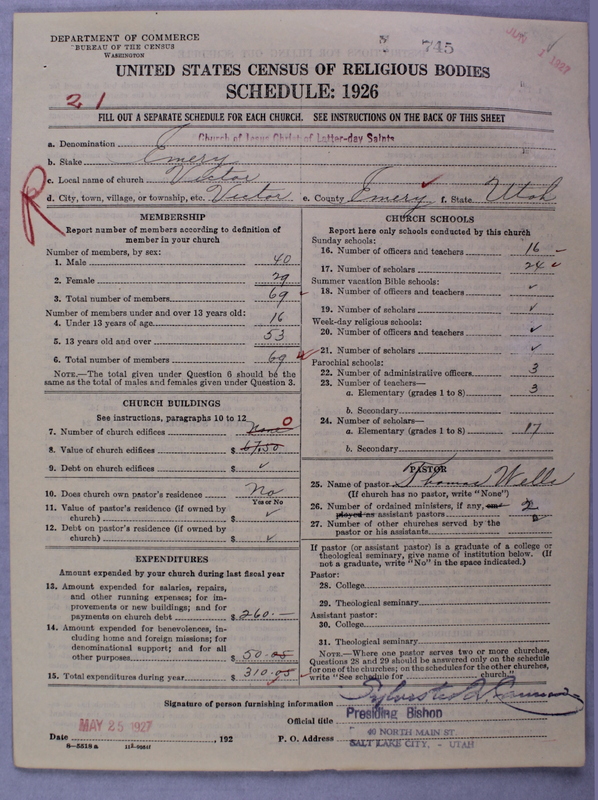 DEPARTMENT OF COMMERCE
BUREAU OF THE CENSUS
WASHINGTON
745
JUN 1 1927
UNITED STATES CENSUS OF RELIGIOUS BODIES
SCHEDULE: 1926
21
FILL OUT A SEPARATE SCHEDULE FOR EACH CHURCH. SEE INSTRUCTIONS ON THE BACK OF THIS SHEET
a. Denomination Church of Jesus Christ of Latter-day Saints
b. Stake Emery
c. Local name of church Victor
d. City, town, village, or township, etc. Victor e. County Emery f. State Utah
R
MEMBERSHIP
Report number of members according to definition of
member in your church
Number of members, by sex:
1. Male 40
2. Female 29
3. Total number of members 69
Number of members under and over 13 years old:
4. Under 13 years of age 16
5. 13 years old and over 53
6. Total number of members 69
NOTE.—The total given under Question 6 should be the
same as the total of males and females given under Question 3.
CHURCH BUILDINGS
See instructions, paragraphs 10 to 12
7. Number of church edifices None 0
8. Value of church edifices $ 67.50
9. Debt on church edifices $ ✓
10. Does church own pastor's residence No
Yes or No
11. Value of pastor's residence (if owned by
church) $ ✓
12. Debt on pastor's residence (if owned by
church) $ ✓
EXPENDITURES
Amount expended by your church during last fiscal year
13. Amount expended for salaries, repairs,
and other running expenses; for im-
provements or new buildings; and for
payments on church debt $ 260.—
14. Amount expended for benevolences, in-
cluding home and foreign missions; for
denominational support; and for all
other purposes $ 50.05
15. Total expenditures during year $ 310.05
CHURCH SCHOOLS
Report here only schools conducted by this church
Sunday schools:
16. Number of officers and teachers 16
17. Number of scholars 24
Summer vacation Bible schools:
18. Number of officers and teachers ✓
19. Number of scholars ✓
Week-day religious schools:
20. Number of officers and teachers ✓
21. Number of scholars ✓
Parochial schools:
22. Number of administrative officers 3
23. Number of teachers—
a. Elementary (grades 1 to 8) 3
b. Secondary
24. Number of scholars—
a. Elementary (grades 1 to 8) 17
b. Secondary
PASTOR
25. Name of pastor Thomas Wells
(If church has no pastor, write "None")
26. Number of ordained ministers, if any, em-
ployed as assistant pastors 2
27. Number of other churches served by the
pastor or his assistants
If pastor (or assistant pastor) is a graduate of a college or
theological seminary, give name of institution below. (If
not a graduate, write "No" in the space indicated.)
Pastor:
28. College
29. Theological seminary
Assistant pastor:
30. College
31. Theological seminary
NOTE.—Where one pastor serves two or more churches,
Questions 28 and 29 should be answered only on the schedule
for one of the churches; on the schedules for the other churches,
write "See schedule for church."
Signature of person furnishing information Sylvester Q. Cannon
Official title Presiding Bishop
MAY 25 1927
Date , 192 P. O. Address 40 NORTH MAIN ST.
SALT LAKE CITY, - UTAH
8—5518a